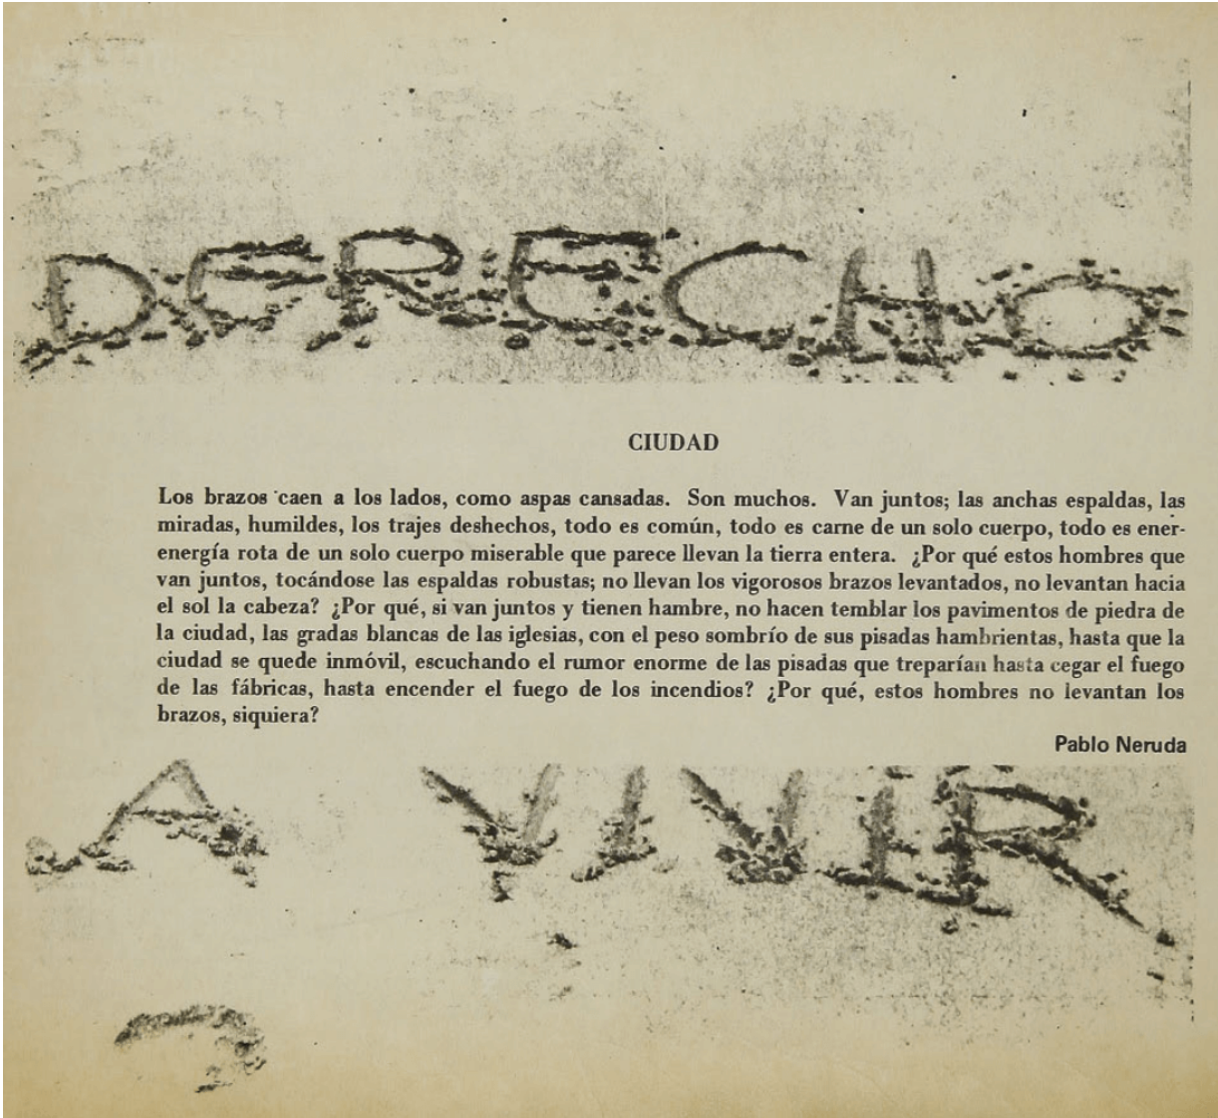 DERECHO
CIUDAD
Los brazos caen a los lados, como aspas cansadas. Son muchos. Van juntos; las anchas espaldas, las
miradas, humildes, los trajes deshechos, todo es común, todo es carne de un solo cuerpo, todo es ener-
energía rota de un solo cuerpo miserable que parece llevan la tierra entera. ¿Por qué estos hombres que
van juntos, tocándose las espaldas robustas; no llevan los vigorosos brazos levantados, no levantan hacia
el sol la cabeza? ¿Por qué, si van juntos y tienen hambre, no hacen temblar los pavimentos de piedra de
la ciudad, las gradas blancas de las iglesias, con el peso sombrío de sus pisadas hambrientas, hasta que la
ciudad se quede inmóvil, escuchando el rumor enorme de las pisadas que treparían hasta cegar el fuego
de las fábricas, hasta encender el fuego de los incendios? ¿Por qué, estos hombres no levantan los
brazos, siquiera?
Pablo Neruda
A VIVIR